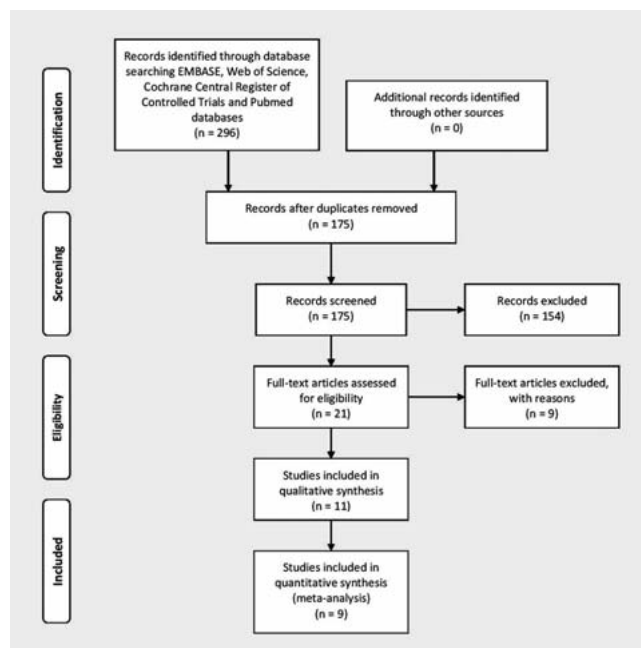 Identification
Records identified through database
searching EMBASE, Web of Science,
Cochrane Central Register of
Controlled Trials and Pubmed
databases
(n = 296)
Additional records identified
through other sources
(n = 0)
Records after duplicates removed
(n = 175)
Screening
Records screened
(n = 175)
Records excluded
(n = 154)
Eligibility
Full-text articles assessed
for eligibility
(n = 21)
Full-text articles excluded,
with reasons
(n = 9)
Studies included in
qualitative synthesis
(n = 11)
Included
Studies included in
quantitative synthesis
(meta-analysis)
(n = 9)